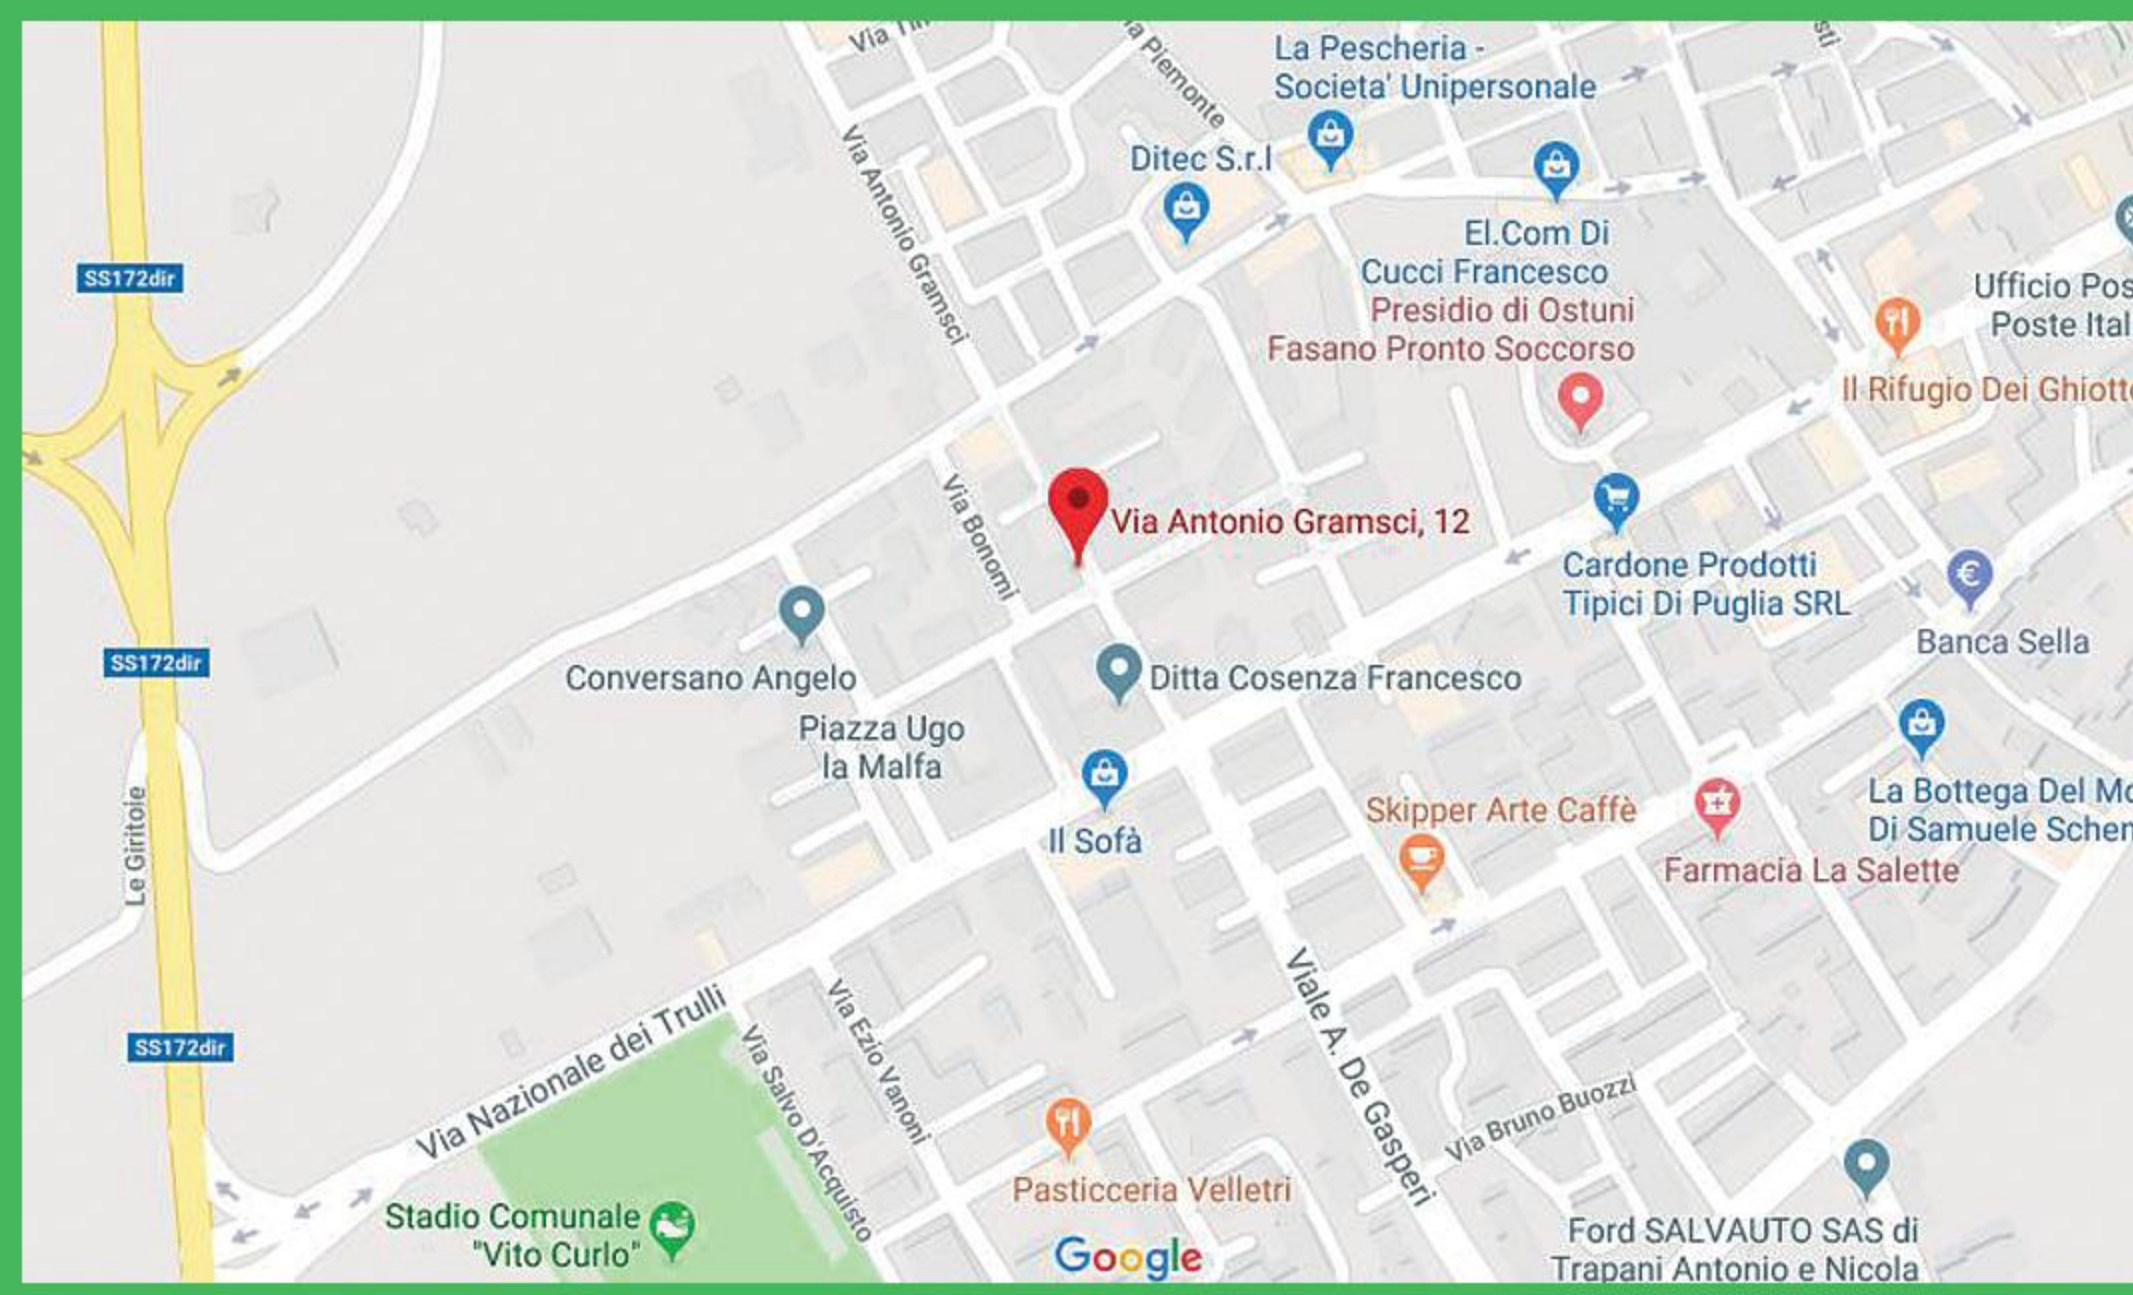 La Pescheria -
Societa' Unipersonale
Piemonte
Via
Via Antonio Gramsci
Ditec S.r.l
El.Com Di
Cucci Francesco
Presidio di Ostuni
Fasano Pronto Soccorso
SS172dir
Ufficio Pos
Poste Ital
Il Rifugio Dei Ghiotto
Via Bonomi
Via Antonio Gramsci, 12
Cardone Prodotti
Tipici Di Puglia SRL
Banca Sella
SS172dir
Conversano Angelo
Ditta Cosenza Francesco
Piazza Ugo
la Malfa
Il Sofà
Le Giritoie
Skipper Arte Caffè
La Bottega Del Mo
Di Samuele Schen
Farmacia La Salette
Viale A. De Gasperi
Via Nazionale dei Trulli
Via Ezio Vanoni
Via Salvo D'Acquisto
SS172dir
Via Bruno Buozzi
Pasticceria Velletri
Stadio Comunale
"Vito Curlo"
Google
Ford SALVAUTO SAS di
Trapani Antonio e Nicola